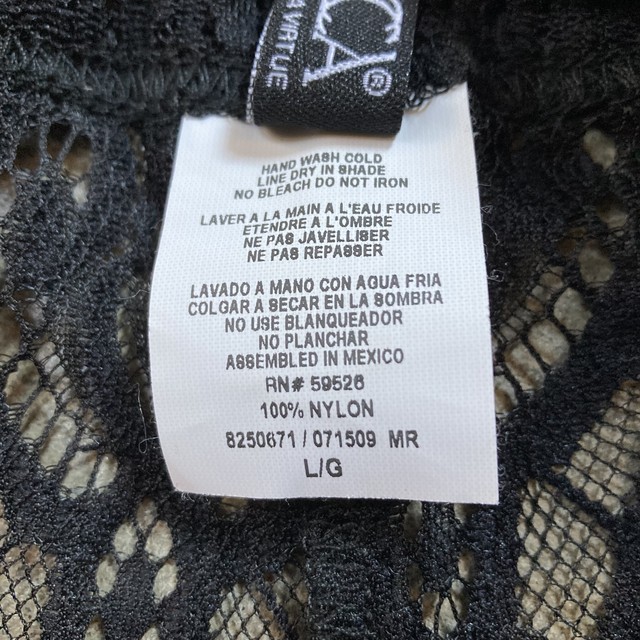 CA®
HAND WASH COLD
LINE DRY IN SHADE
NO BLEACH DO NOT IRON
LAVER A LA MAIN A L'EAU FROIDE
ETENDRE A L'OMBRE
NE PAS JAVELLISER
NE PAS REPASSER
LAVADO A MANO CON AGUA FRIA
COLGAR A SECAR EN LA SOMBRA
NO USE BLANQUEADOR
NO PLANCHAR
ASSEMBLED IN MEXICO
RN# 59526
100% NYLON
8250671 / 071509 MR
L/G